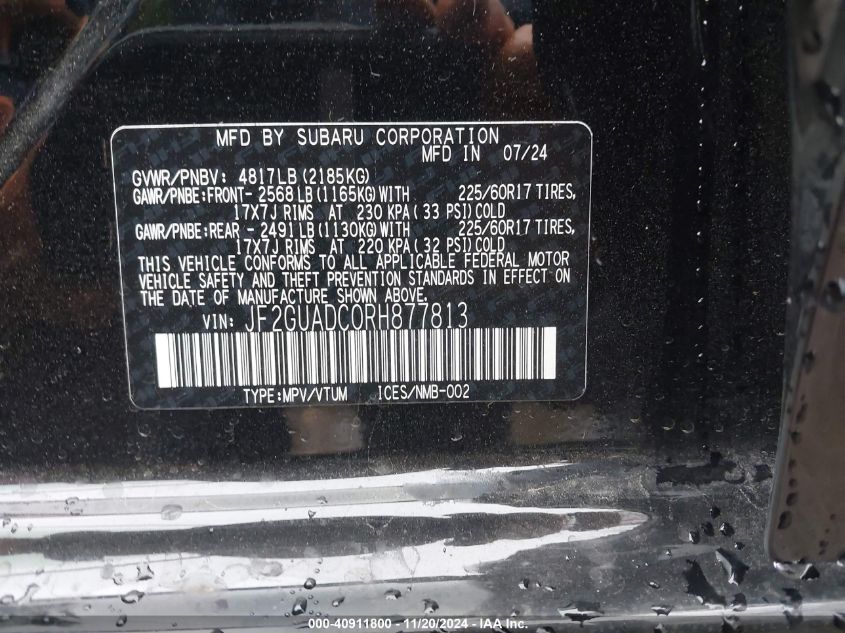 MFD BY SUBARU CORPORATION
MFD IN 07/24
GVWR/PNBV: 4817LB(2185KG)
GAWR/PNBE:FRONT- 2568LB(1165KG)WITH 225/60R17 TIRES,
17X7J RIMS AT 230 KPA(33 PSI)COLD
GAWR/PNBE:REAR - 2491LB(1130KG)WITH 225/60R17 TIRES,
17X7J RIMS AT 220 KPA(32 PSI)COLD
THIS VEHICLE CONFORMS TO ALL APPLICABLE FEDERAL MOTOR
VEHICLE SAFETY AND THEFT PREVENTION STANDARDS IN EFFECT ON
THE DATE OF MANUFACTURE SHOWN ABOVE.
VIN: JF2GUADC0RH877813
TYPE:MPV/VTUM ICES/NMB-002
000-40911800 - 11/20/2024 - IAA Inc.